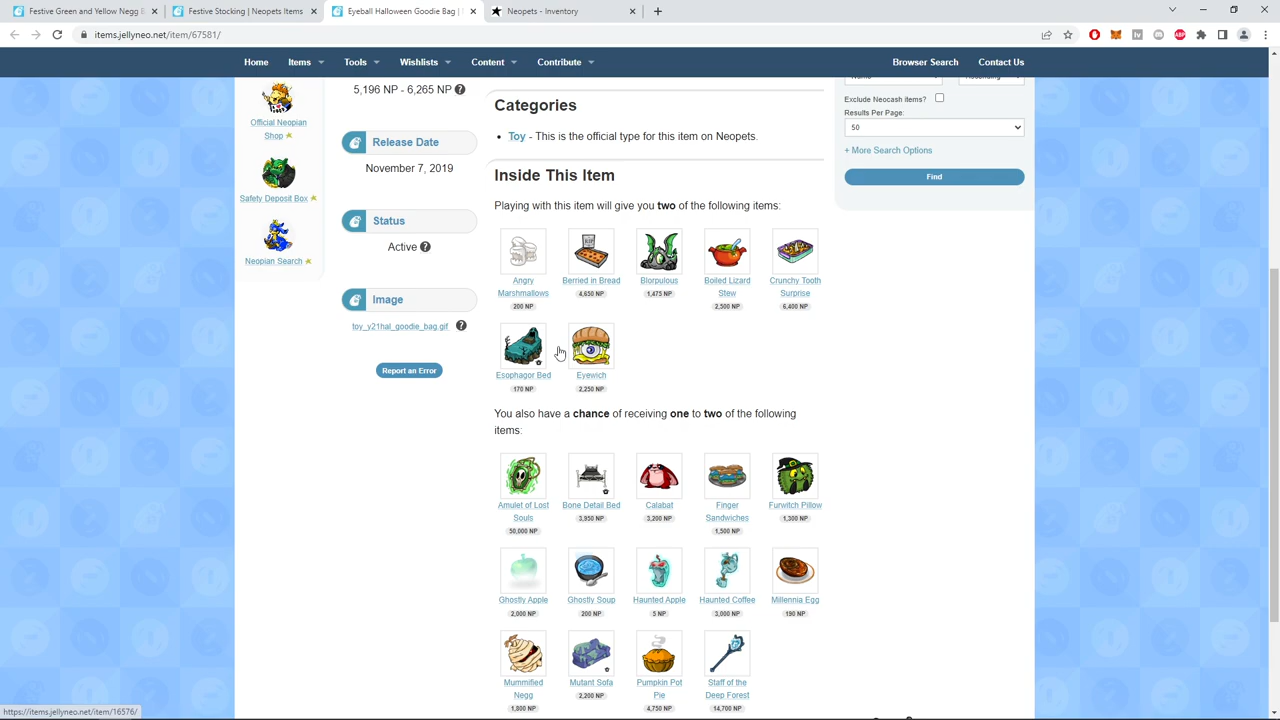 Festive Green and Yellow Negg B
Festive Stocking | Neopets Items
Eyeball Halloween Goodie Bag |
Neopets - Inventory
items.jellyneo.net/item/67581/
Home
Items
Tools
Wishlists
Content
Contribute
Browser Search
Contact Us
Official Neopian
Shop
Safety Deposit Box
Neopian Search
5,196 NP - 6,265 NP
Release Date
November 7, 2019
Status
Active
Image
toy_y21hal_goodie_bag.gif
Report an Error
Categories
Toy - This is the official type for this item on Neopets.
Inside This Item
Playing with this item will give you two of the following items:
Angry
Marshmallows
200 NP
Berried in Bread
4,650 NP
Blorpulous
1,475 NP
Boiled Lizard
Stew
2,500 NP
Crunchy Tooth
Surprise
6,400 NP
Esophagor Bed
170 NP
Eyewich
2,250 NP
You also have a chance of receiving one to two of the following
items:
Amulet of Lost
Souls
50,000 NP
Bone Detail Bed
3,950 NP
Calabat
3,200 NP
Finger
Sandwiches
1,500 NP
Furwitch Pillow
1,300 NP
Ghostly Apple
2,000 NP
Ghostly Soup
200 NP
Haunted Apple
5 NP
Haunted Coffee
3,000 NP
Millennia Egg
190 NP
Mummified
Negg
1,800 NP
Mutant Sofa
2,200 NP
Pumpkin Pot
Pie
4,750 NP
Staff of the
Deep Forest
14,700 NP
Exclude Neocash items?
Results Per Page:
50
+ More Search Options
Find
https://items.jellyneo.net/item/16576/